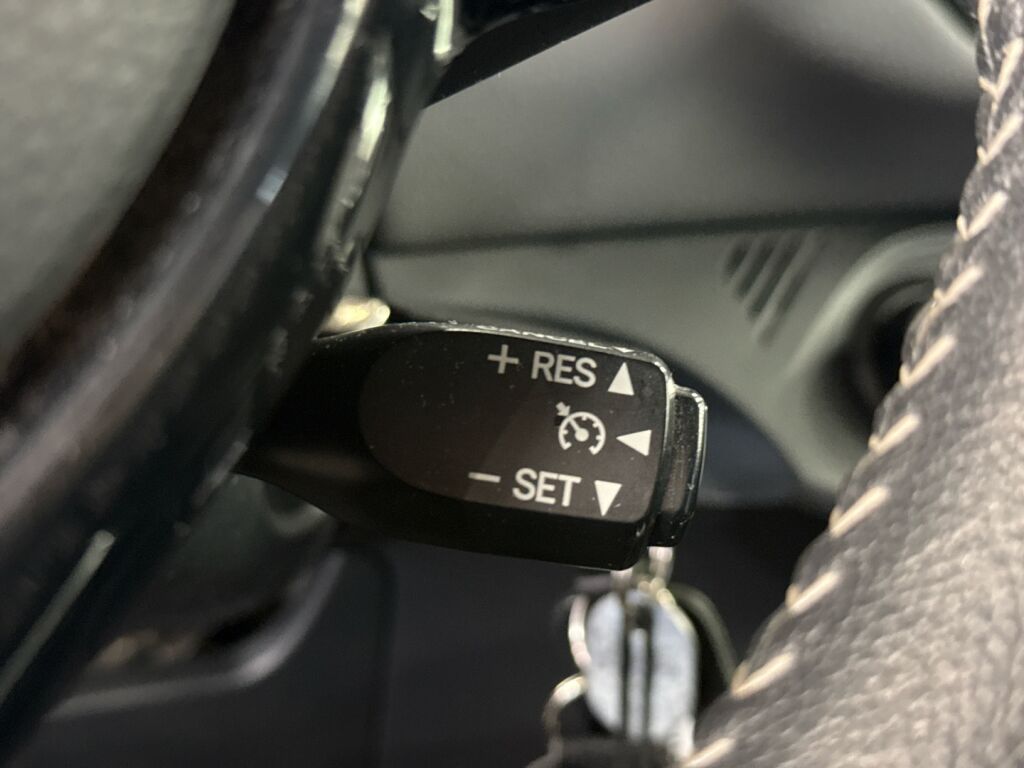 + RES ▲
◀
− SET ▼